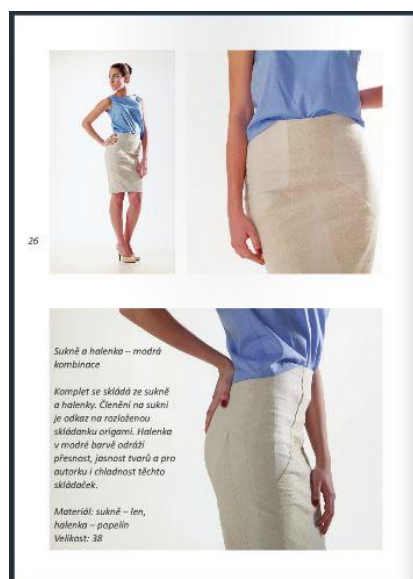 26
Sukně a halenka – modrá
kombinace
Komplet se skládá ze sukně
a halenky. Členění na sukni
je odkaz na rozloženou
skládanku origami. Halenka
v modré barvě odráží
přesnost, jasnost tvarů a pro
autorku i chladnost těchto
skládaček.
Materiál: sukně – len,
halenka – popelín
Velikost: 38